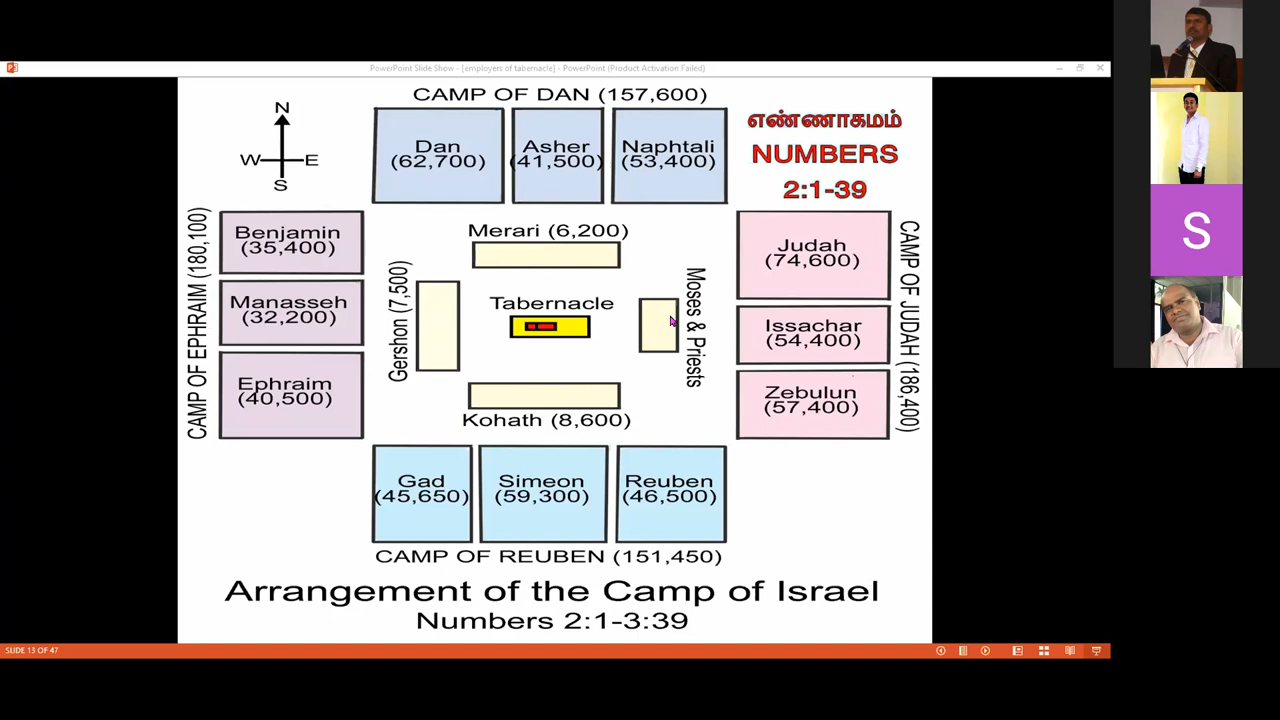 PowerPoint Slide Show - [employers of tabernacle] - PowerPoint (Product Activation Failed)
CAMP OF DAN (157,600)
N
W
E
S
Dan
(62,700)
Asher
(41,500)
Naphtali
(53,400)
எண்ணாகமம்
NUMBERS
2:1-39
CAMP OF EPHRAIM (180,100)
Benjamin
(35,400)
Manasseh
(32,200)
Ephraim
(40,500)
Gershon (7,500)
Merari (6,200)
Tabernacle
Kohath (8,600)
Moses & Priests
Judah
(74,600)
Issachar
(54,400)
Zebulun
(57,400)
CAMP OF JUDAH (186,400)
Gad
(45,650)
Simeon
(59,300)
Reuben
(46,500)
CAMP OF REUBEN (151,450)
Arrangement of the Camp of Israel
Numbers 2:1-3:39
SLIDE 13 OF 47
S